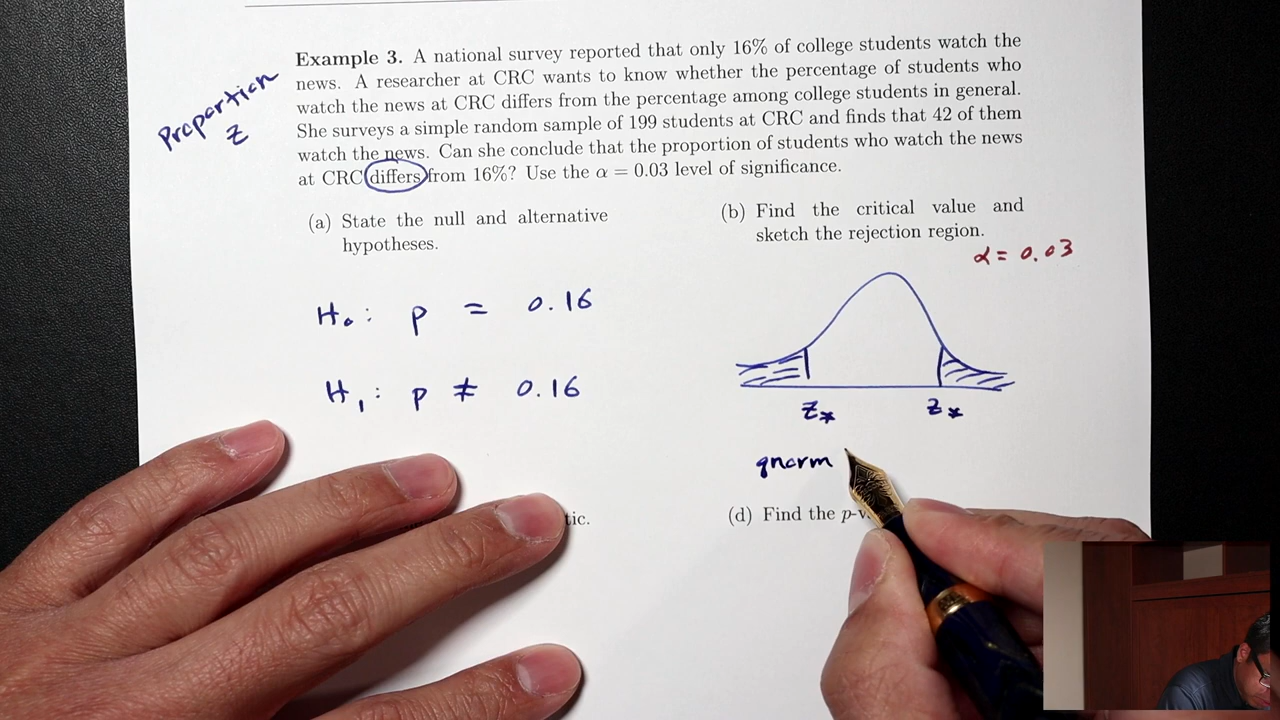 Proportion
Z
Example 3. A national survey reported that only 16% of college students watch the
news. A researcher at CRC wants to know whether the percentage of students who
watch the news at CRC differs from the percentage among college students in general.
She surveys a simple random sample of 199 students at CRC and finds that 42 of them
watch the news. Can she conclude that the proportion of students who watch the news
at CRC differs from 16%? Use the α = 0.03 level of significance.
(a) State the null and alternative
hypotheses.
H₀: p = 0.16
H₁: p ≠ 0.16
(b) Find the critical value and
sketch the rejection region.
α = 0.03
Z* Z*
qnorm
tic.
(d) Find the p-v